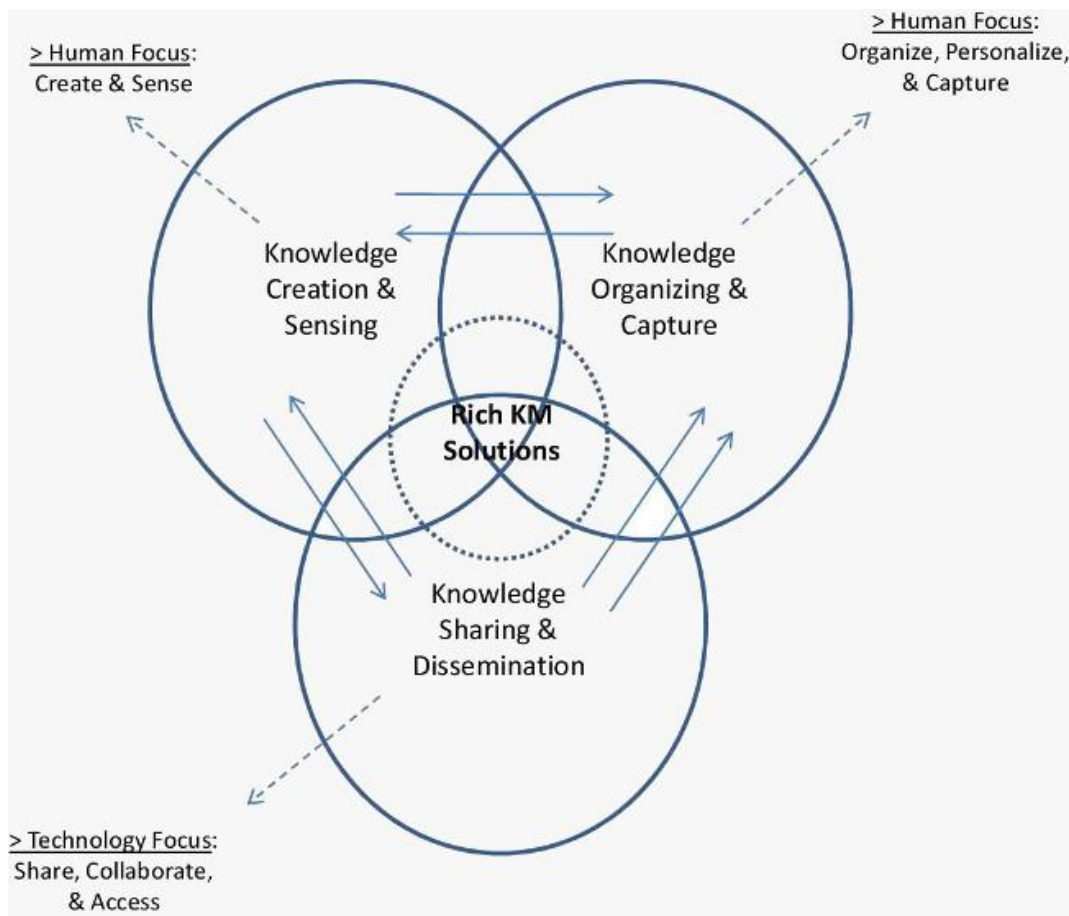 > Human Focus:
Create & Sense
> Human Focus:
Organize, Personalize,
& Capture
Knowledge
Creation &
Sensing
Knowledge
Organizing &
Capture
Rich KM
Solutions
Knowledge
Sharing &
Dissemination
> Technology Focus:
Share, Collaborate,
& Access